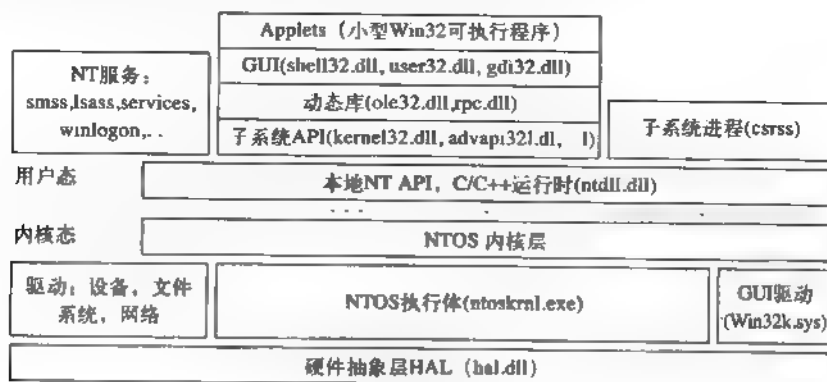 Applets（小型Win32可执行程序）
GUI(shell32.dll, user32.dll, gdi32.dll)
动态库(ole32.dll,rpc.dll)
子系统API(kernel32.dll, advapi32l.dl, l)
NT服务：
smss,lsass,services,
winlogon,. .
子系统进程(csrss)
用户态
本地NT API，C/C++运行时(ntdll.dll)
内核态
NTOS 内核层
驱动：设备，文件
系统，网络
NTOS执行体(ntoskrnl.exe)
GUI驱动
(Win32k.sys)
硬件抽象层HAL（hal.dll）